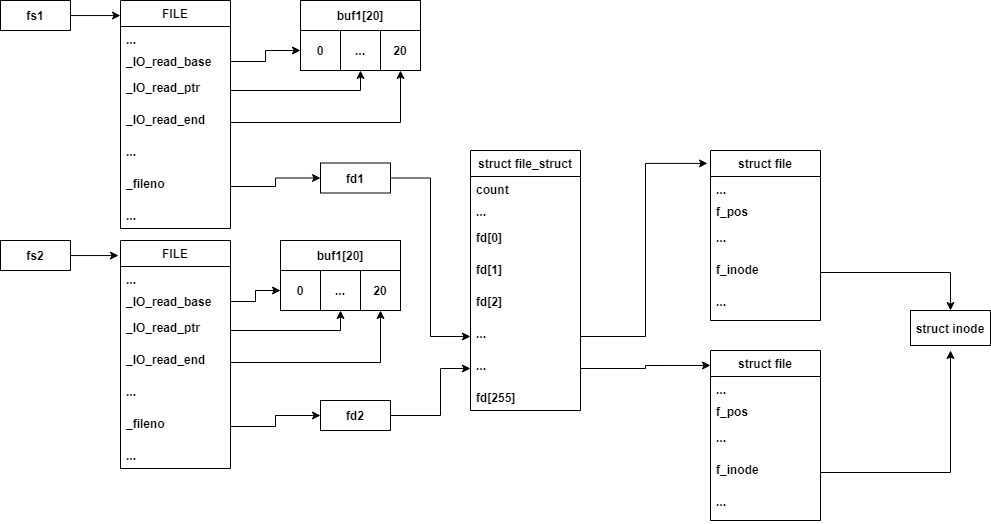 fs1
FILE
...
_IO_read_base
_IO_read_ptr
_IO_read_end
...
_fileno
...
buf1[20]
0 ... 20
fd1
fs2
FILE
...
_IO_read_base
_IO_read_ptr
_IO_read_end
...
_fileno
...
buf1[20]
0 ... 20
fd2
struct file_struct
count
...
fd[0]
fd[1]
fd[2]
...
...
fd[255]
struct file
...
f_pos
...
f_inode
...
struct file
...
f_pos
...
f_inode
...
struct inode